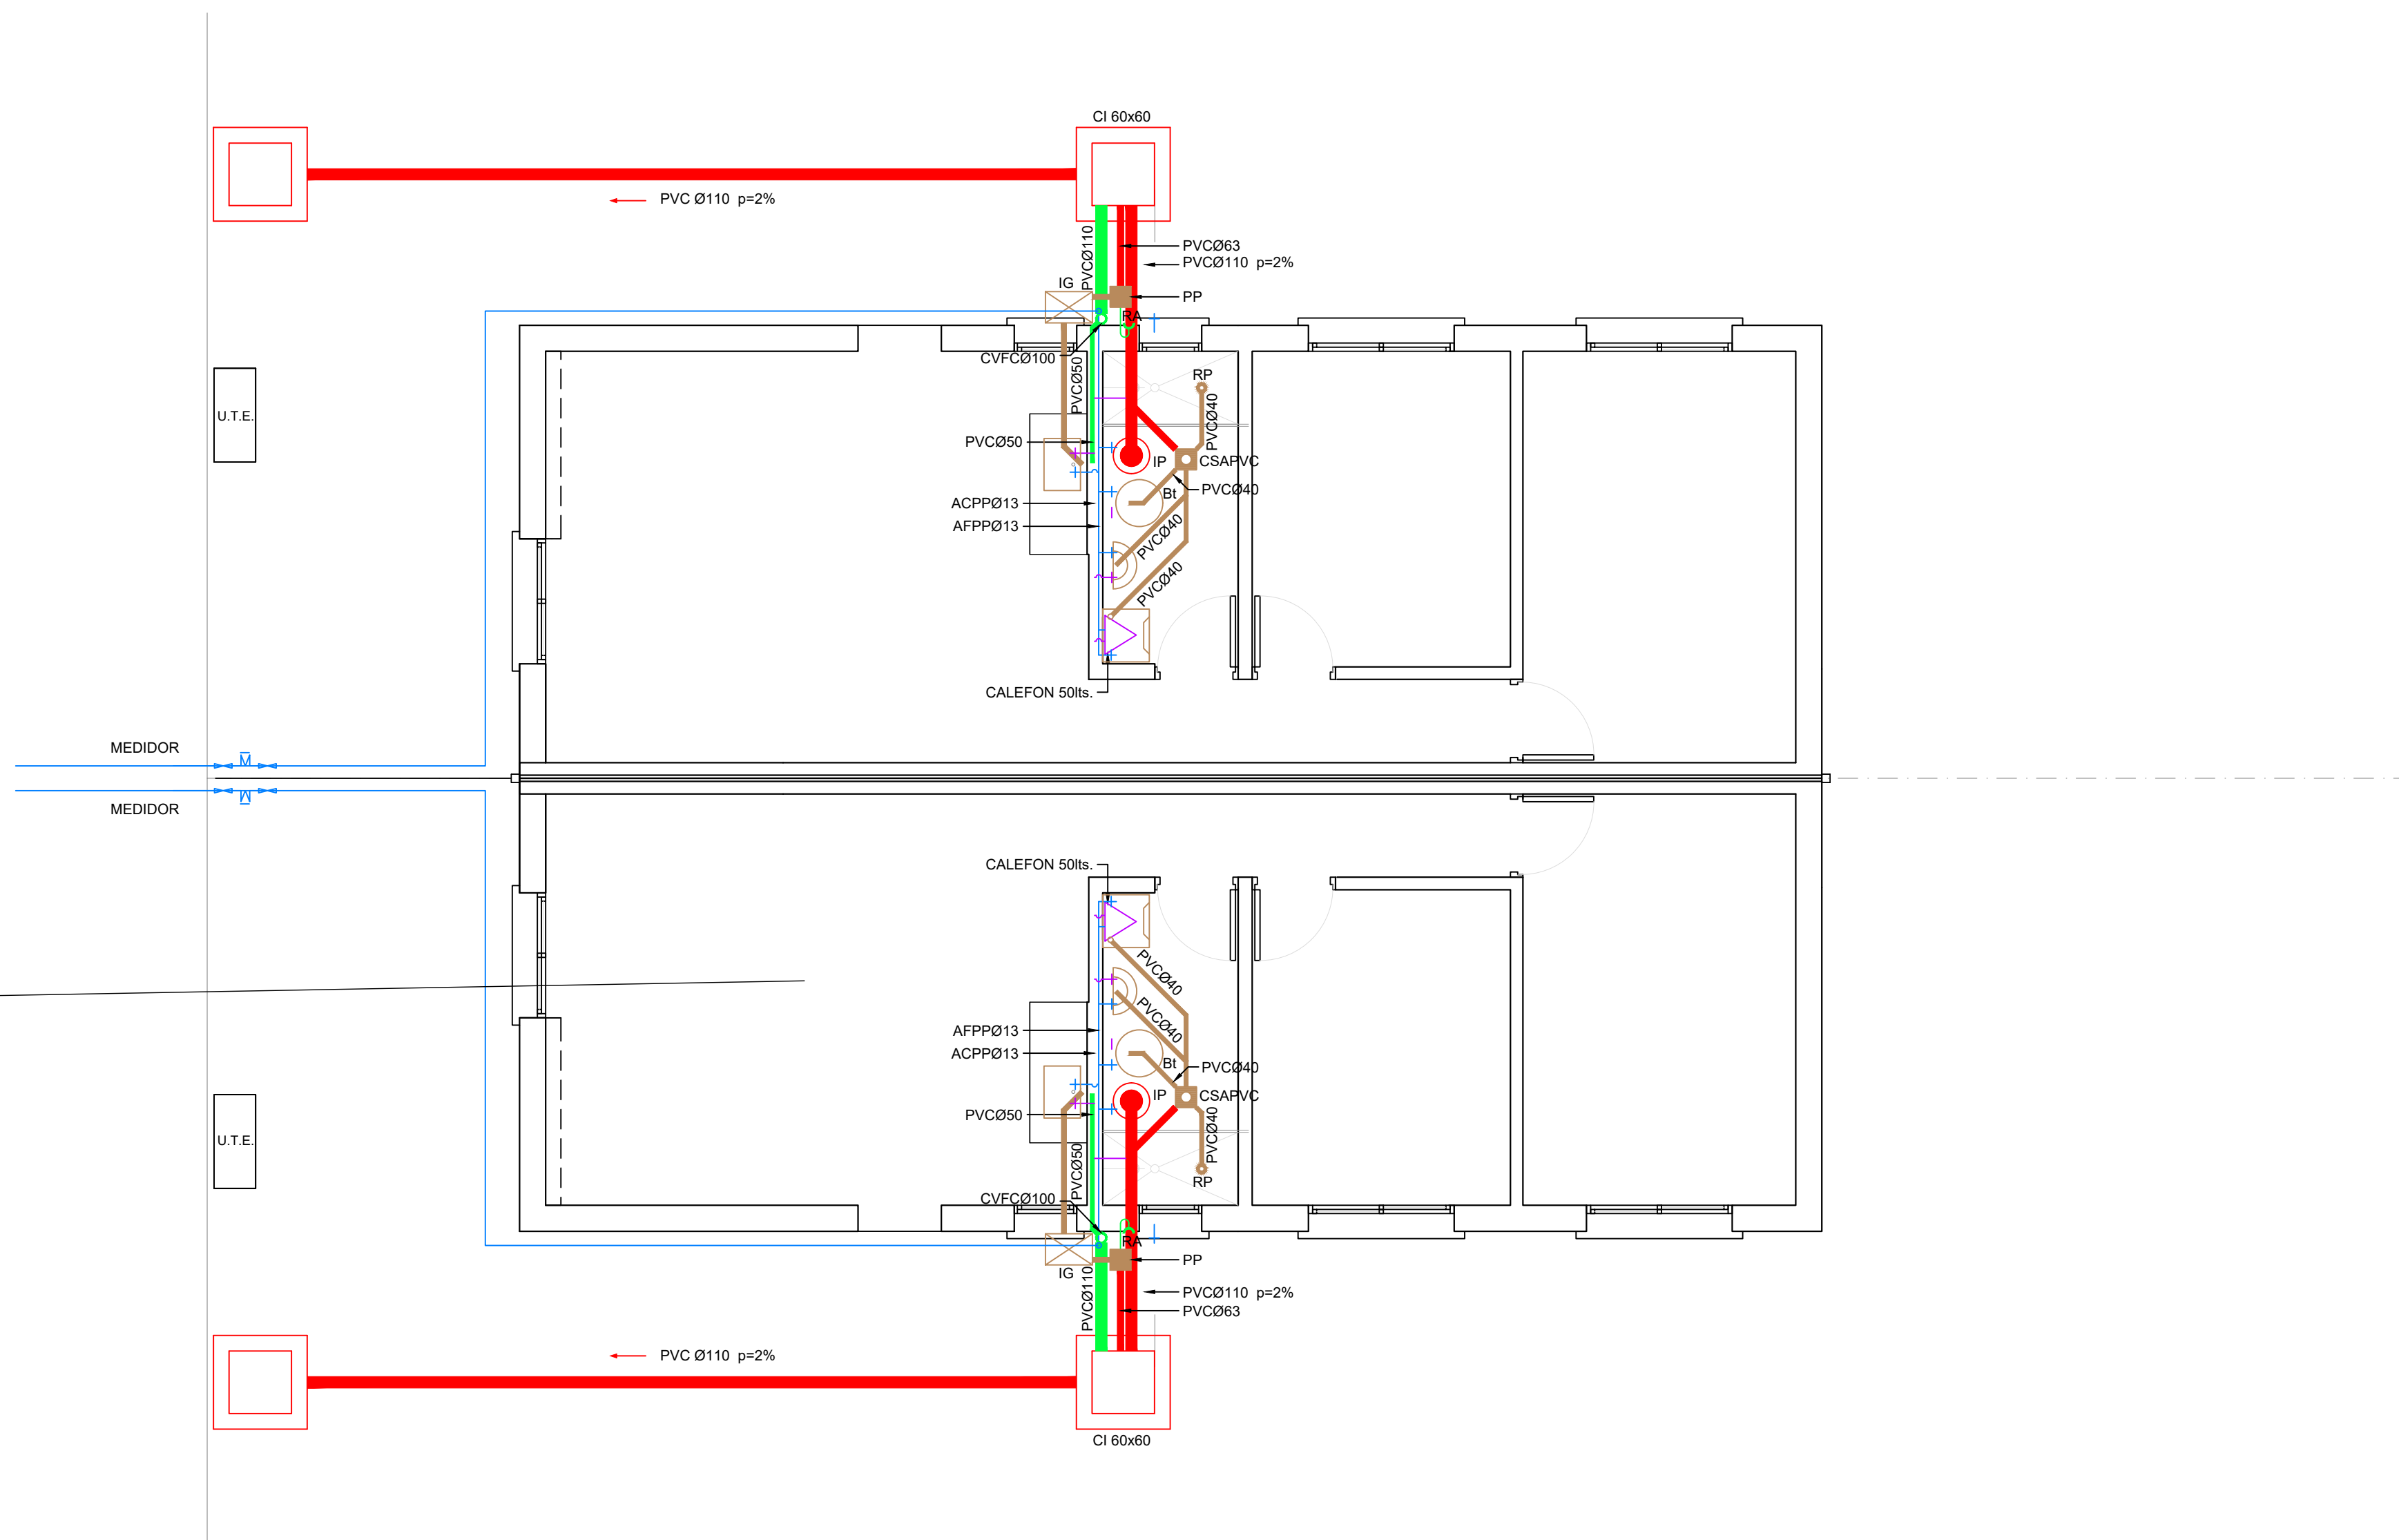 CI 60x60
PVC Ø110 p=2%
PVCØ110
PVCØ63
PVCØ110 p=2%
IG
PP
RA
CVFCØ100
PVCØ50
RP
PVCØ40
U.T.E.
PVCØ50
IP
CSAPVC
Bt
PVCØ40
ACPPØ13
AFPPØ13
PVCØ40
PVCØ40
CALEFON 50lts.
MEDIDOR
M
M
MEDIDOR
CALEFON 50lts.
PVCØ40
PVCØ40
AFPPØ13
ACPPØ13
Bt
PVCØ40
IP
CSAPVC
PVCØ50
U.T.E.
PVCØ40
PVCØ50
RP
CVFCØ100
RA
PP
IG
PVCØ110
PVCØ110 p=2%
PVCØ63
PVC Ø110 p=2%
CI 60x60